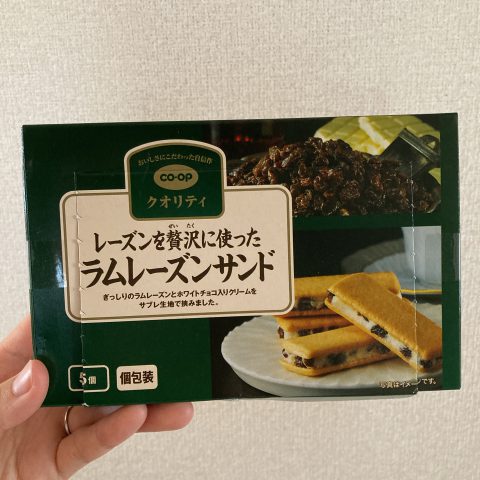 おいしさにこだわった自信作
CO·OP
クオリティ
ぜいたく
レーズンを贅沢に使った
ラムレーズンサンド
ぎっしりのラムレーズンとホワイトチョコ入りクリームを
サブレ生地で挟みました。
5個
個包装
写真はイメージです。